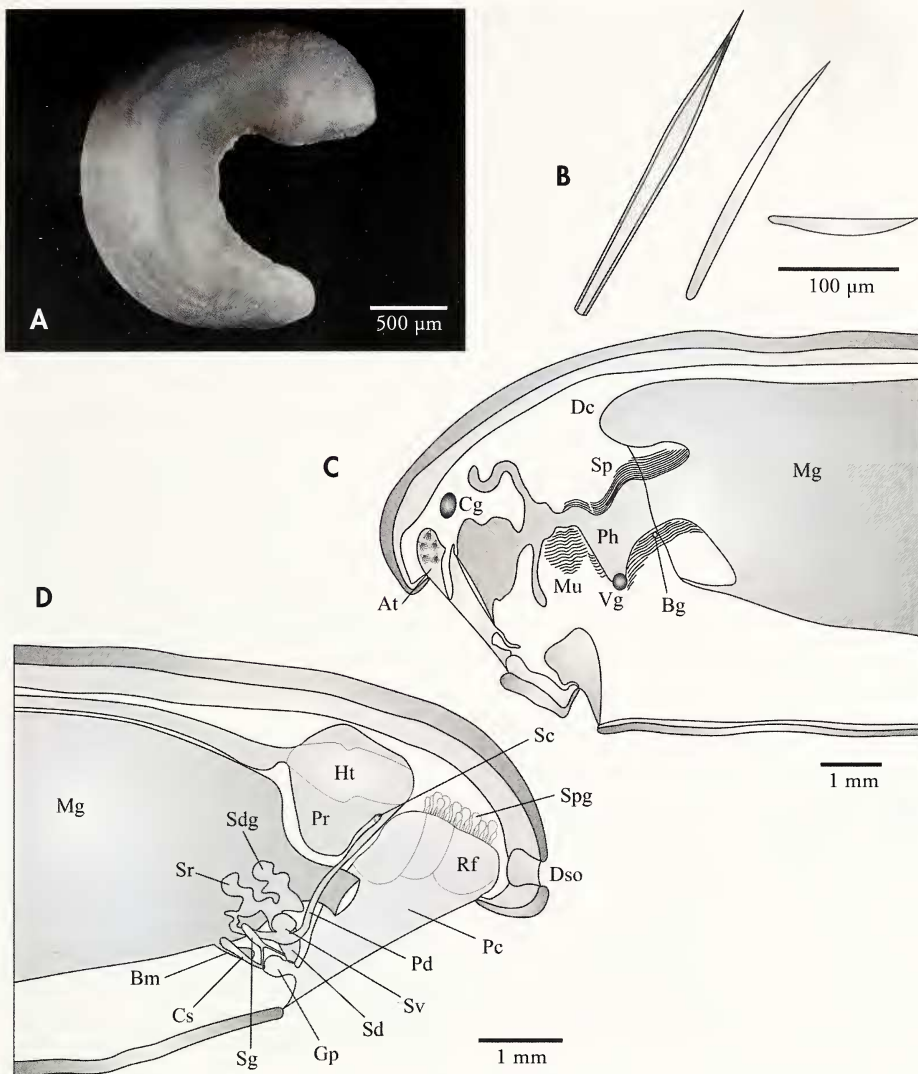 A
500 µm
B
100 µm
C
Dc
Mg
Sp
Cg
Ph
At
Mu
Vg
Bg
1 mm
D
Sc
Ht
Spg
Mg
Pr
Sdg
Rf
Sr
Dso
Pc
Bm
Pd
Cs
Sv
Sd
Sg
Gp
1 mm